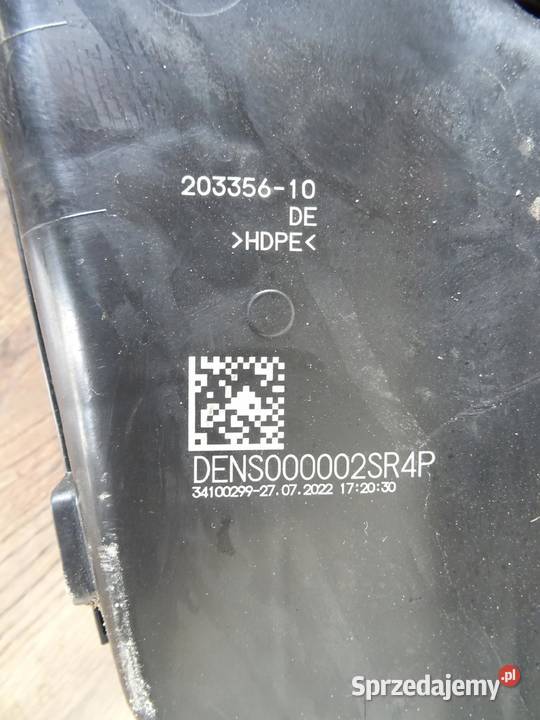 203356-10
DE
>HDPE<
DENS000002SR4P
34100299-27.07.2022 17:20:30
Sprzedajemy.pl